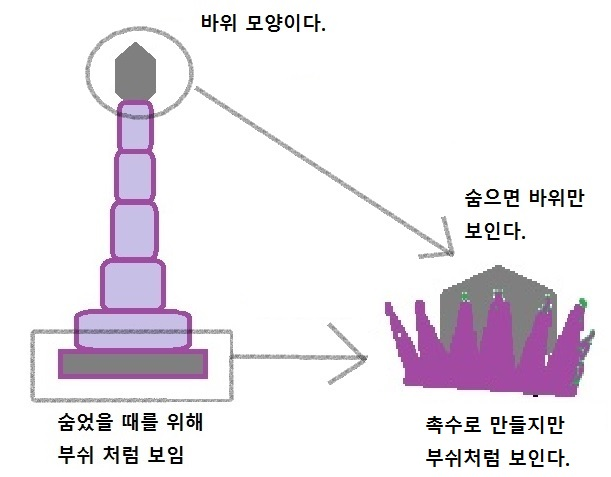 바위 모양이다.
숨으면 바위만
보인다.
숨었을 때를 위해
부쉬 처럼 보임
촉수로 만들지만
부쉬처럼 보인다.